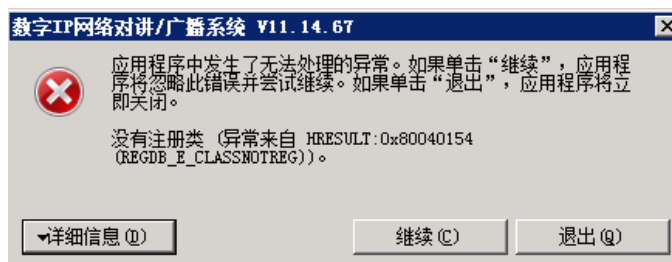 数字IP网络对讲/广播系统 V11.14.67
应用程序中发生了无法处理的异常。如果单击“继续”，应用程
序将忽略此错误并尝试继续。如果单击“退出”，应用程序将立
即关闭。
没有注册类 (异常来自 HRESULT:0x80040154
(REGDB_E_CLASSNOTREG))。
详细信息(D)
继续(C)
退出(Q)